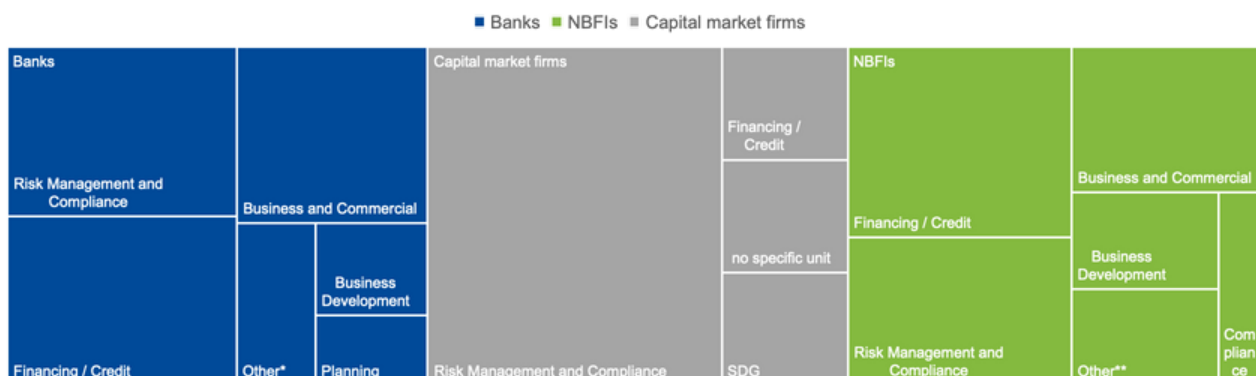 Banks NBFIs Capital market firms
Banks
Risk Management and
Compliance
Financing / Credit
Business and Commercial
Other*
Business
Development
Planning
Capital market firms
Risk Management and Compliance
Financing /
Credit
no specific unit
SDG
NBFIs
Financing / Credit
Risk Management and
Compliance
Business and Commercial
Business
Development
Other**
Com
plian
ce